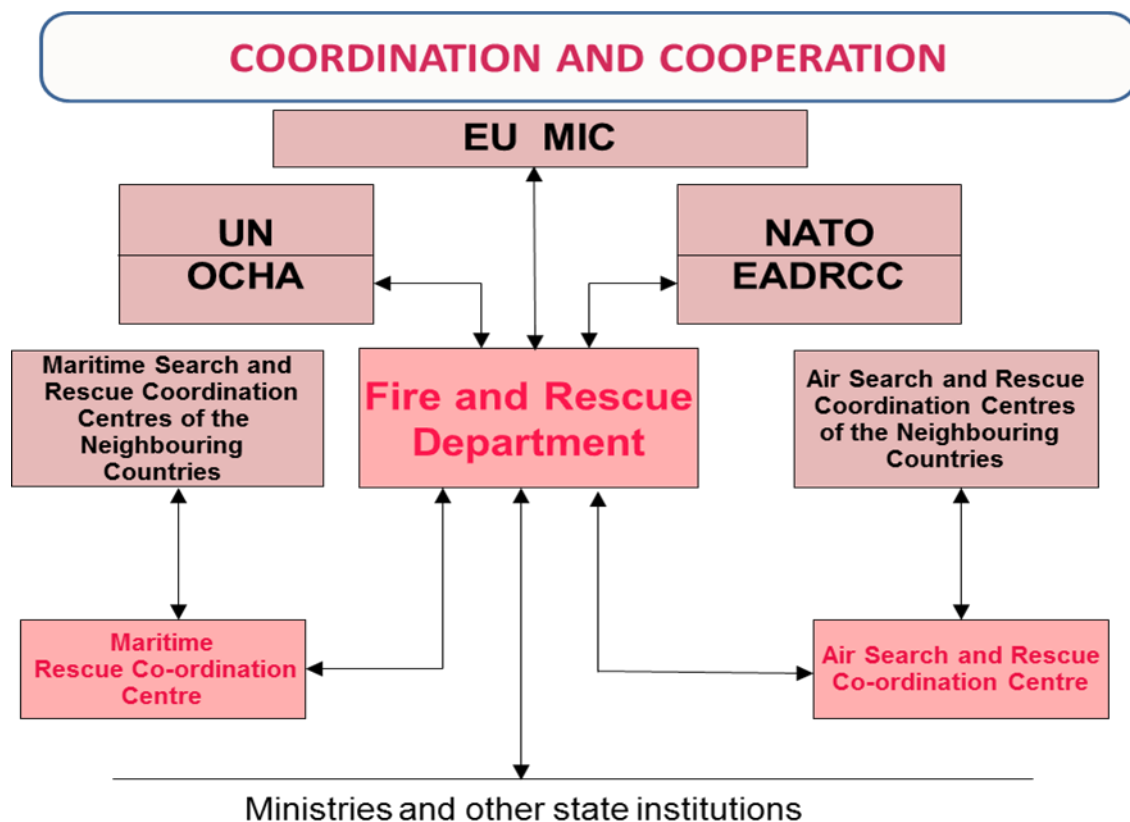 COORDINATION AND COOPERATION
EU MIC
UN
OCHA
NATO
EADRCC
Maritime Search and
Rescue Coordination
Centres of the
Neighbouring
Countries
Fire and Rescue
Department
Air Search and Rescue
Coordination Centres
of the Neighbouring
Countries
Maritime
Rescue Co-ordination
Centre
Air Search and Rescue
Co-ordination Centre
Ministries and other state institutions